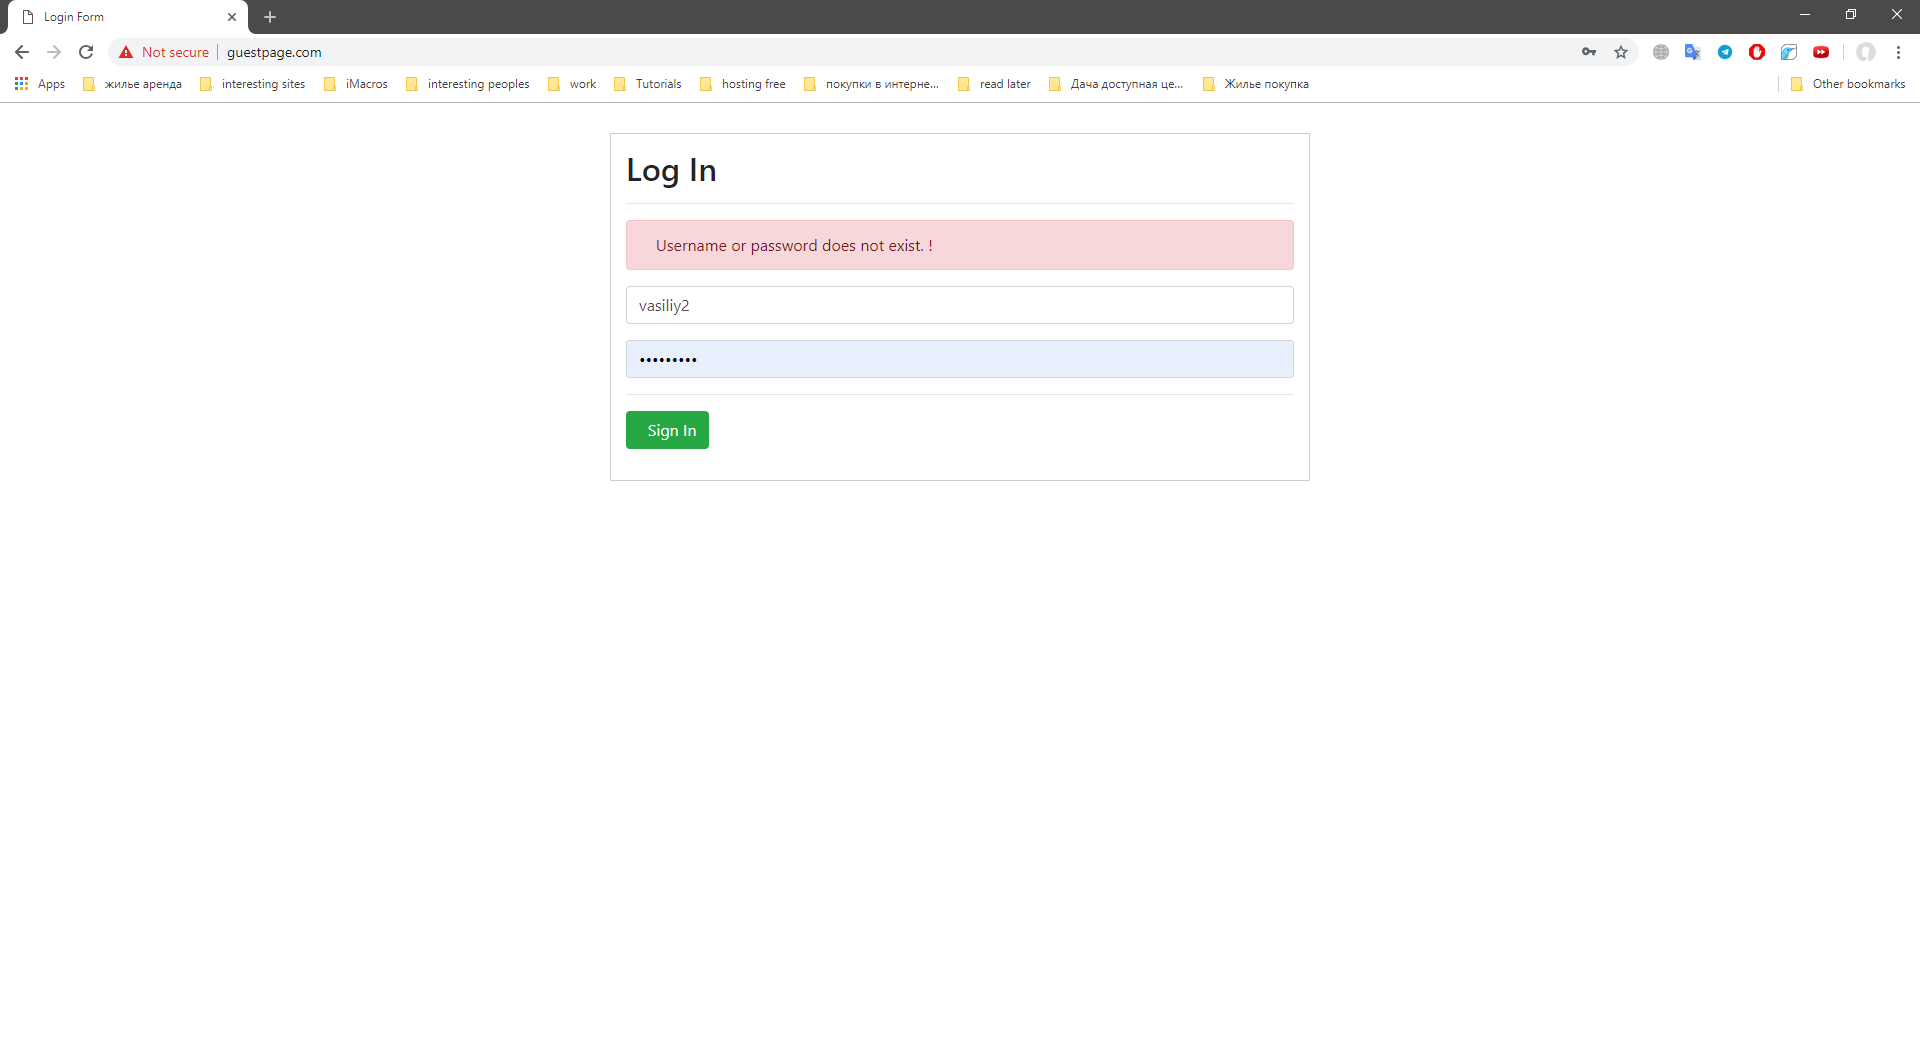 Login Form
Not secure guestpage.com
Apps жилье аренда interesting sites iMacros interesting peoples work Tutorials hosting free покупки в интерне... read later Дача доступная це... Жилье покупка Other bookmarks
Log In
Username or password does not exist. !
vasiliy2
•••••••••
Sign In